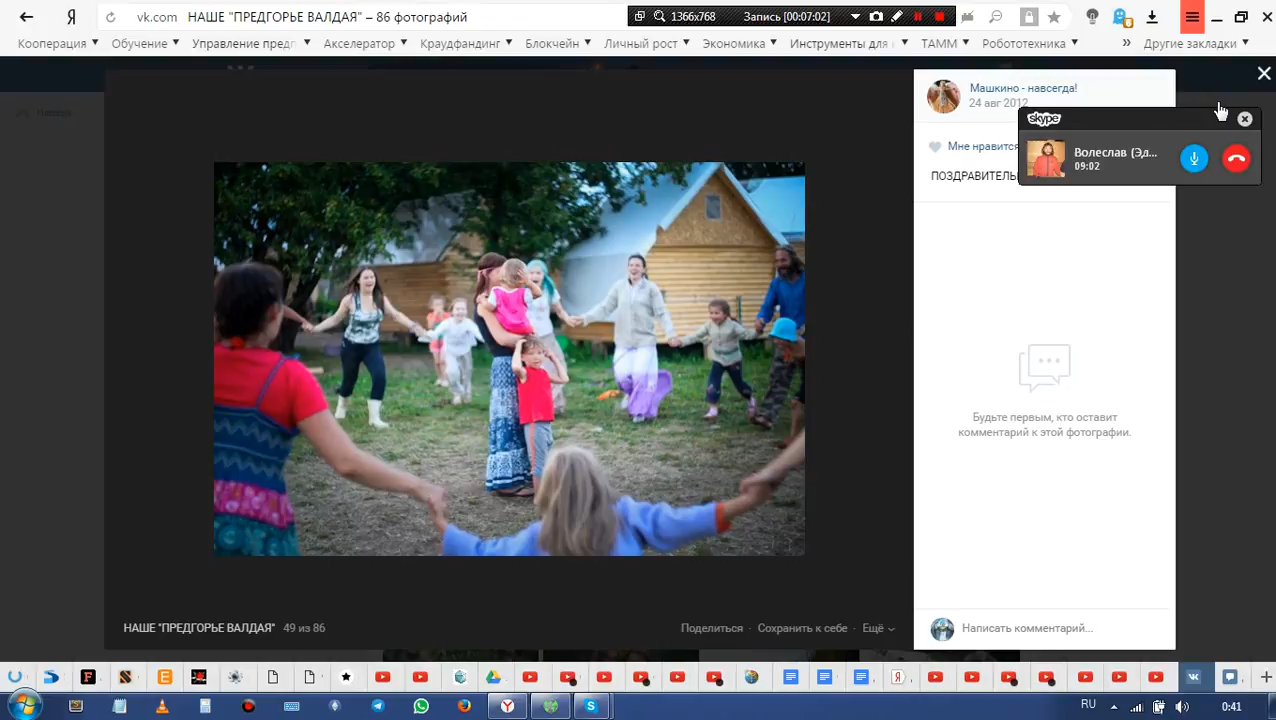 Я
vk.com НАШЕ "ПРЕДГОРЬЕ ВАЛДАЯ" – 86 фотографий
1366x768
Запись [00:07:02]
Кооперация
Обучение
Управление пред
Акселератор
Краудфандинг
Блокчейн
Личный рост
Экономика
Инструменты для
ТАММ
Робототехника
»
Другие закладки
Машкино - навсегда!
24 авг 2012
skype
Волеслав (Эд...
09:02
Мне нравится
ПОЗДРАВИТЕЛЬ
Будьте первым, кто оставит
комментарий к этой фотографии.
НАШЕ "ПРЕДГОРЬЕ ВАЛДАЯ" 49 из 86
Поделиться · Сохранить к себе · Ещё
Написать комментарий...
RU
0:41